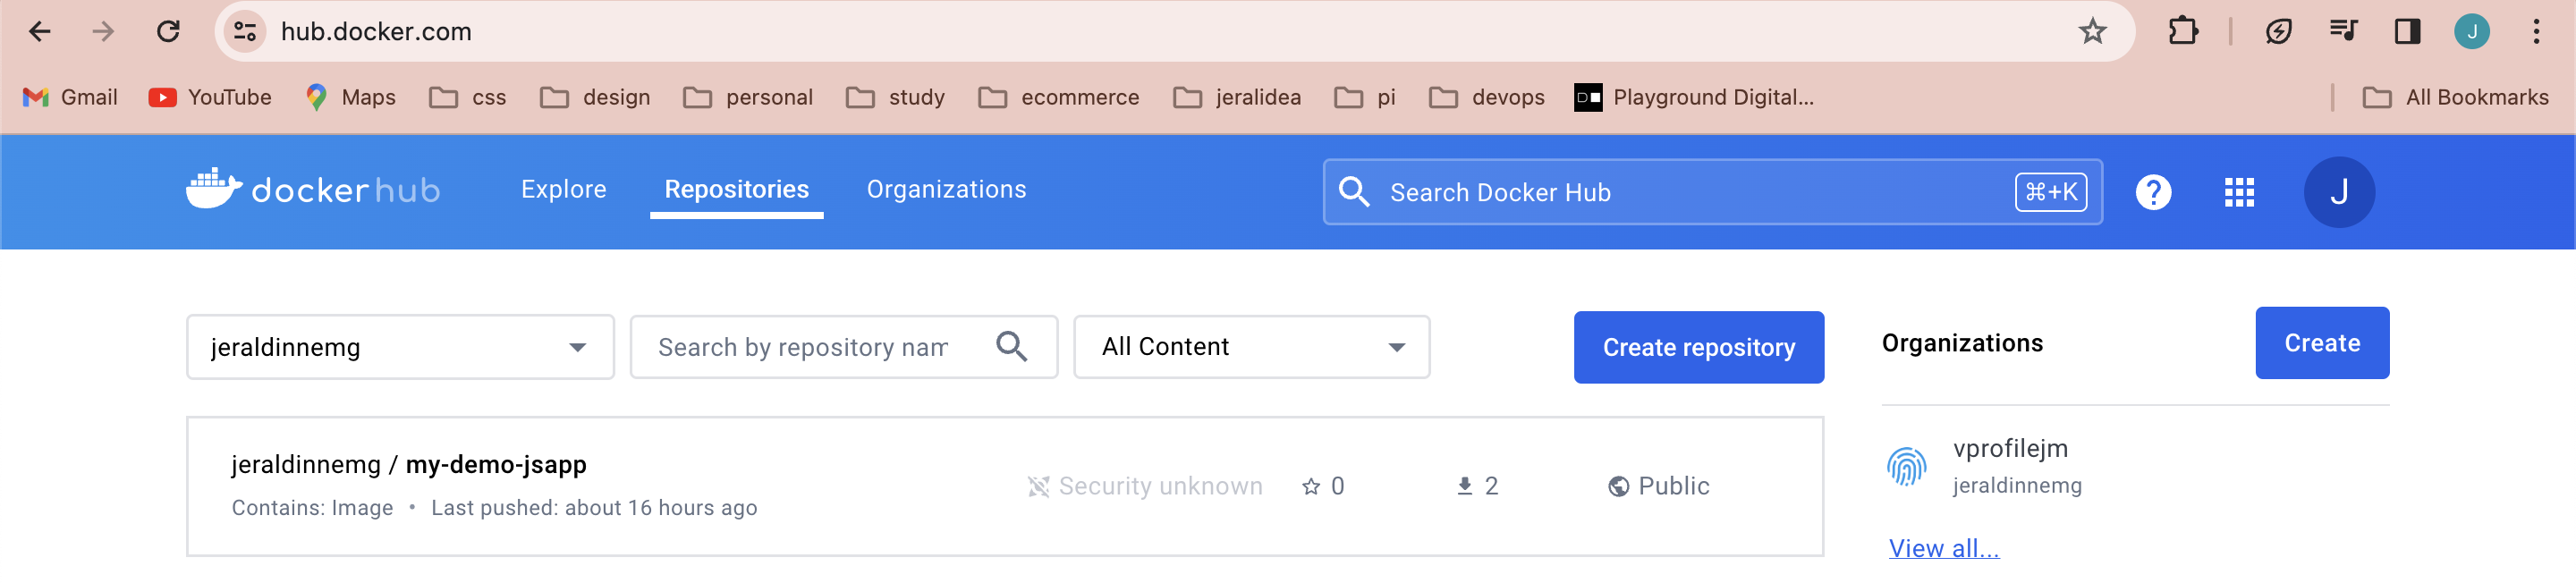 hub.docker.com
J
Gmail YouTube Maps css design personal study ecommerce jeralidea pi devops Playground Digital... All Bookmarks
dockerhub Explore Repositories Organizations Search Docker Hub ⌘+K ? J
jeraldinnemg Search by repository nam All Content Create repository Organizations Create
jeraldinnemg / my-demo-jsapp
Contains: Image • Last pushed: about 16 hours ago
Security unknown 0 2 Public
vprofilejm
jeraldinnemg
View all...